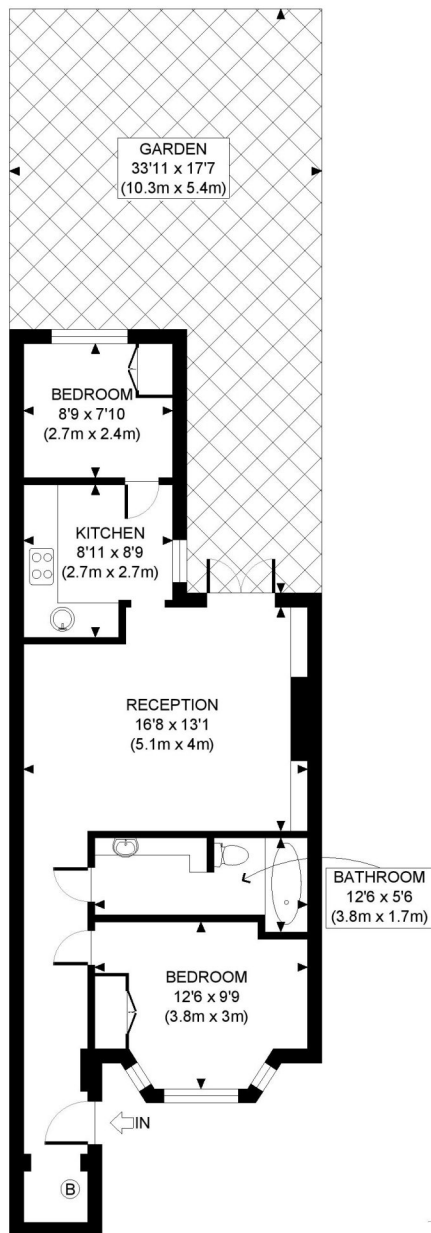 GARDEN
33'11 x 17'7
(10.3m x 5.4m)
BEDROOM
8'9 x 7'10
(2.7m x 2.4m)
KITCHEN
8'11 x 8'9
(2.7m x 2.7m)
RECEPTION
16'8 x 13'1
(5.1m x 4m)
BATHROOM
12'6 x 5'6
(3.8m x 1.7m)
BEDROOM
12'6 x 9'9
(3.8m x 3m)
IN
B